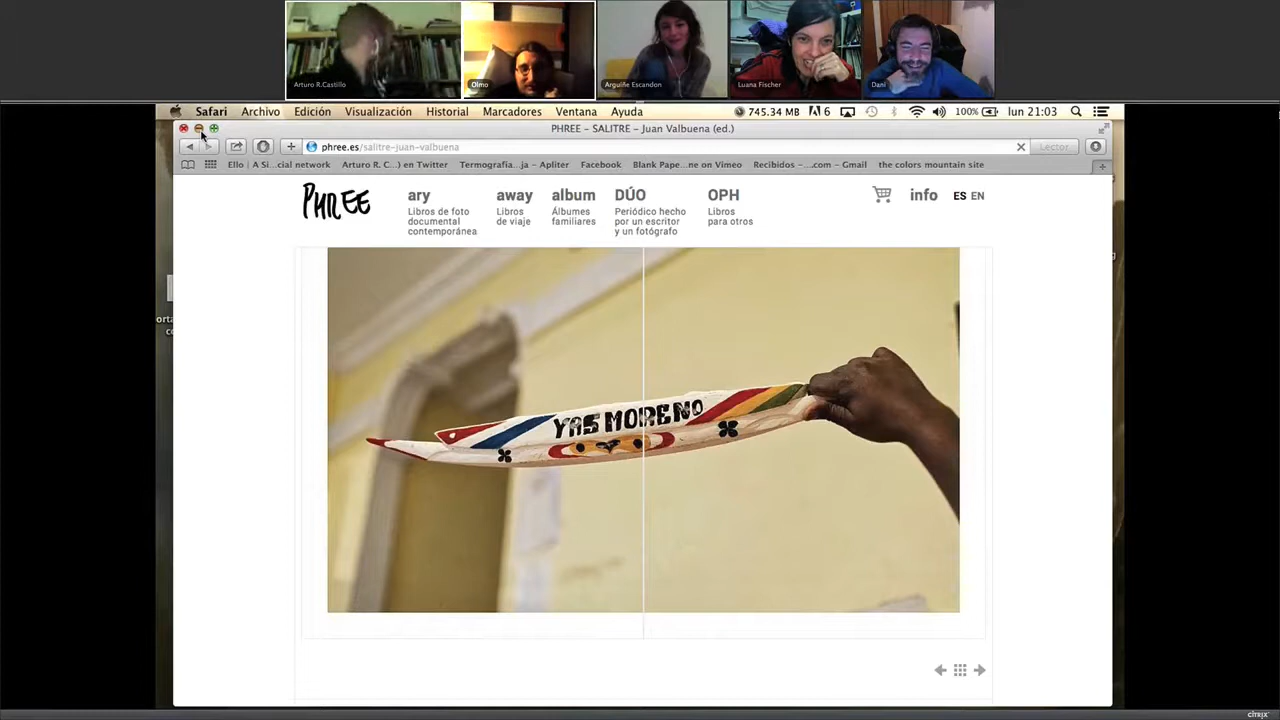 Arturo R.Castillo
Olmo
Arguiñe Escandon
Luana Fischer
Dani
Safari Archivo Edición Visualización Historial Marcadores Ventana Ayuda
745.34 MB
6
100%
lun 21:03
PHREE – SALITRE – Juan Valbuena (ed.)
phree.es/salitre-juan-valbuena
Lector
Ello | A Si...cial network Arturo R. C...) en Twitter Termografia...ja - Apliter Facebook Blank Pape...ne on Vimeo Recibidos –....com – Gmail the colors mountain site
PHREE
ary
Libros de foto
documental
contemporánea
away
Libros
de viaje
album
Álbumes
familiares
DÚO
Periódico hecho
por un escritor
y un fotógrafo
OPH
Libros
para otros
info
ES EN
YAS MORENO
CITRIX